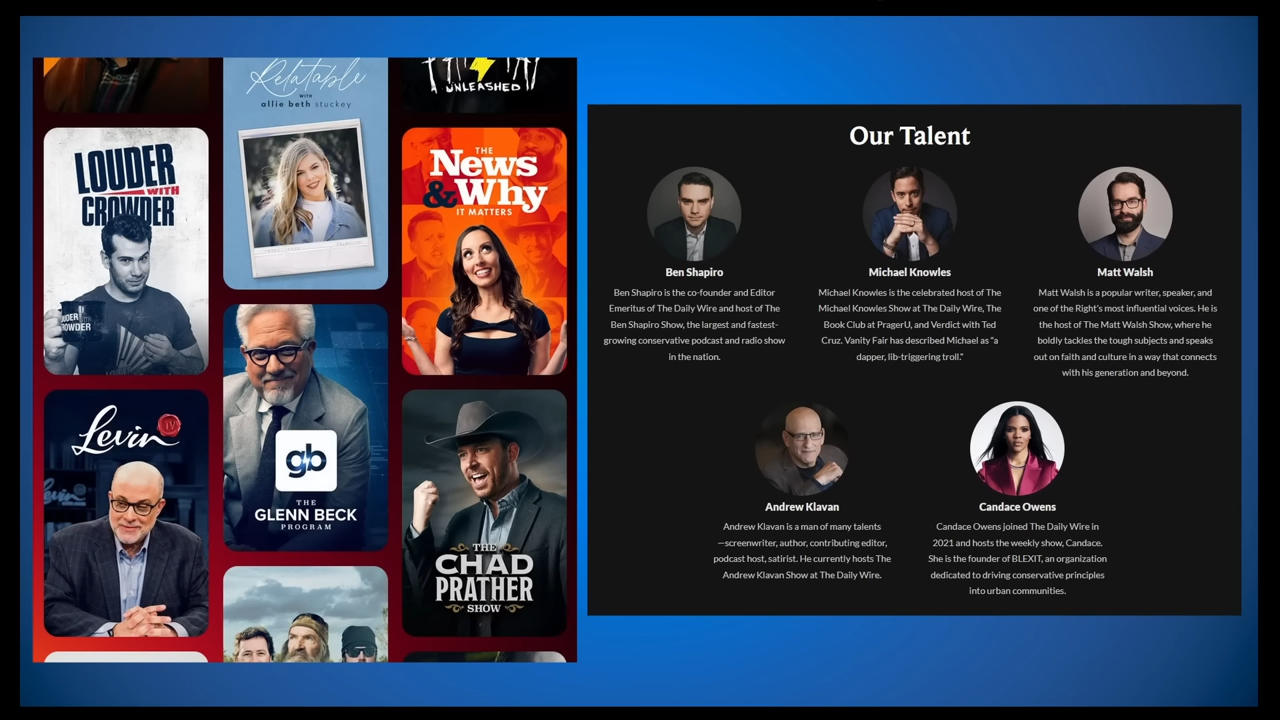 Relatable
WITH
allie beth stuckey
UNLEASHED
LOUDER
WITH
CROWDER
THE
News
& Why
IT MATTERS
Levin
gb
THE
GLENN BECK
PROGRAM
THE
CHAD
PRATHER
SHOW
Our Talent
Ben Shapiro
Ben Shapiro is the co-founder and Editor
Emeritus of The Daily Wire and host of The
Ben Shapiro Show, the largest and fastest-
growing conservative podcast and radio show
in the nation.
Michael Knowles
Michael Knowles is the celebrated host of The
Michael Knowles Show at The Daily Wire, The
Book Club at PragerU, and Verdict with Ted
Cruz. Vanity Fair has described Michael as "a
dapper, lib-triggering troll."
Matt Walsh
Matt Walsh is a popular writer, speaker, and
one of the Right's most influential voices. He is
the host of The Matt Walsh Show, where he
boldly tackles the tough subjects and speaks
out on faith and culture in a way that connects
with his generation and beyond.
Andrew Klavan
Andrew Klavan is a man of many talents
—screenwriter, author, contributing editor,
podcast host, satirist. He currently hosts The
Andrew Klavan Show at The Daily Wire.
Candace Owens
Candace Owens joined The Daily Wire in
2021 and hosts the weekly show, Candace.
She is the founder of BLEXIT, an organization
dedicated to driving conservative principles
into urban communities.